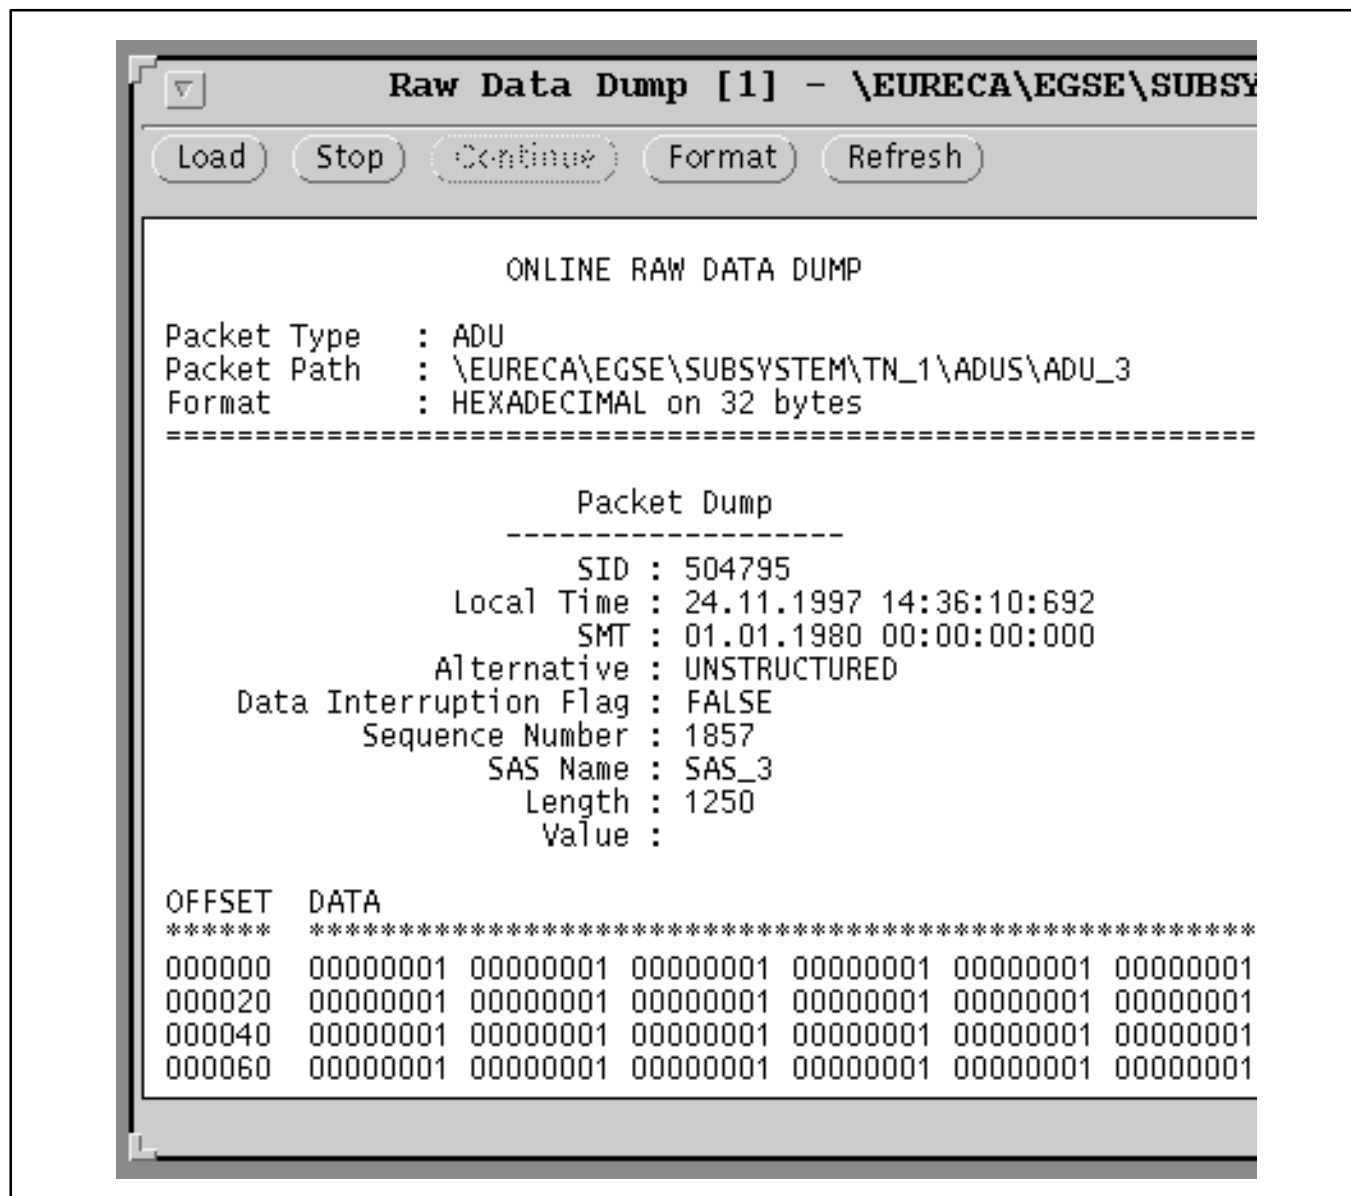 Raw Data Dump [1] - \EURECA\EGSE\SUBSY
Load Stop Continue Format Refresh
ONLINE RAW DATA DUMP
Packet Type : ADU
Packet Path : \EURECA\EGSE\SUBSYSTEM\TN_1\ADUS\ADU_3
Format : HEXADECIMAL on 32 bytes
=============================================================
Packet Dump
-------------------
SID : 504795
Local Time : 24.11.1997 14:36:10:692
SMT : 01.01.1980 00:00:00:000
Alternative : UNSTRUCTURED
Data Interruption Flag : FALSE
Sequence Number : 1857
SAS Name : SAS_3
Length : 1250
Value :
OFFSET DATA
****** *****************************************************
000000 00000001 00000001 00000001 00000001 00000001 00000001
000020 00000001 00000001 00000001 00000001 00000001 00000001
000040 00000001 00000001 00000001 00000001 00000001 00000001
000060 00000001 00000001 00000001 00000001 00000001 00000001